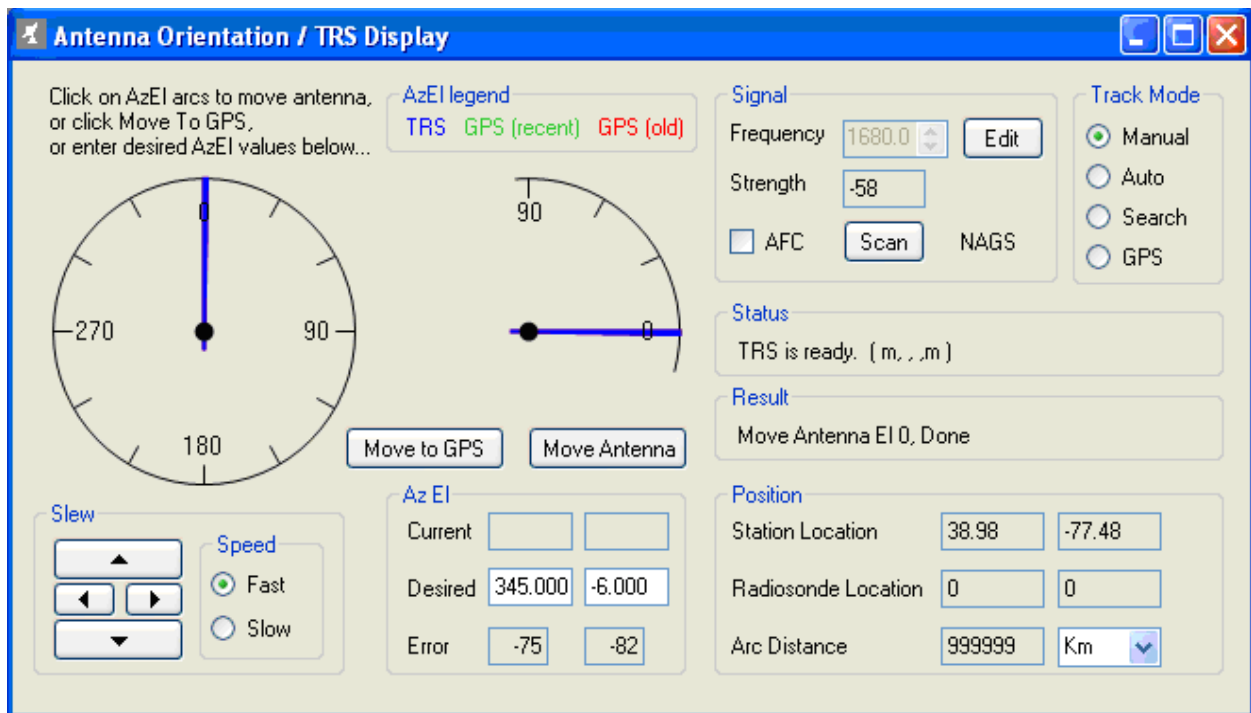 Antenna Orientation / TRS Display
Click on AzEl arcs to move antenna,
or click Move To GPS,
or enter desired AzEl values below...
AzEl legend
TRS GPS (recent) GPS (old)
0
90
180
270
90
0
Move to GPS
Move Antenna
Slew
Speed
Fast
Slow
Az El
Current
Desired 345.000 -6.000
Error -75 -82
Signal
Frequency 1680.0 Edit
Strength -58
AFC Scan NAGS
Track Mode
Manual
Auto
Search
GPS
Status
TRS is ready. ( m, , ,m )
Result
Move Antenna El 0, Done
Position
Station Location 38.98 -77.48
Radiosonde Location 0 0
Arc Distance 999999 Km